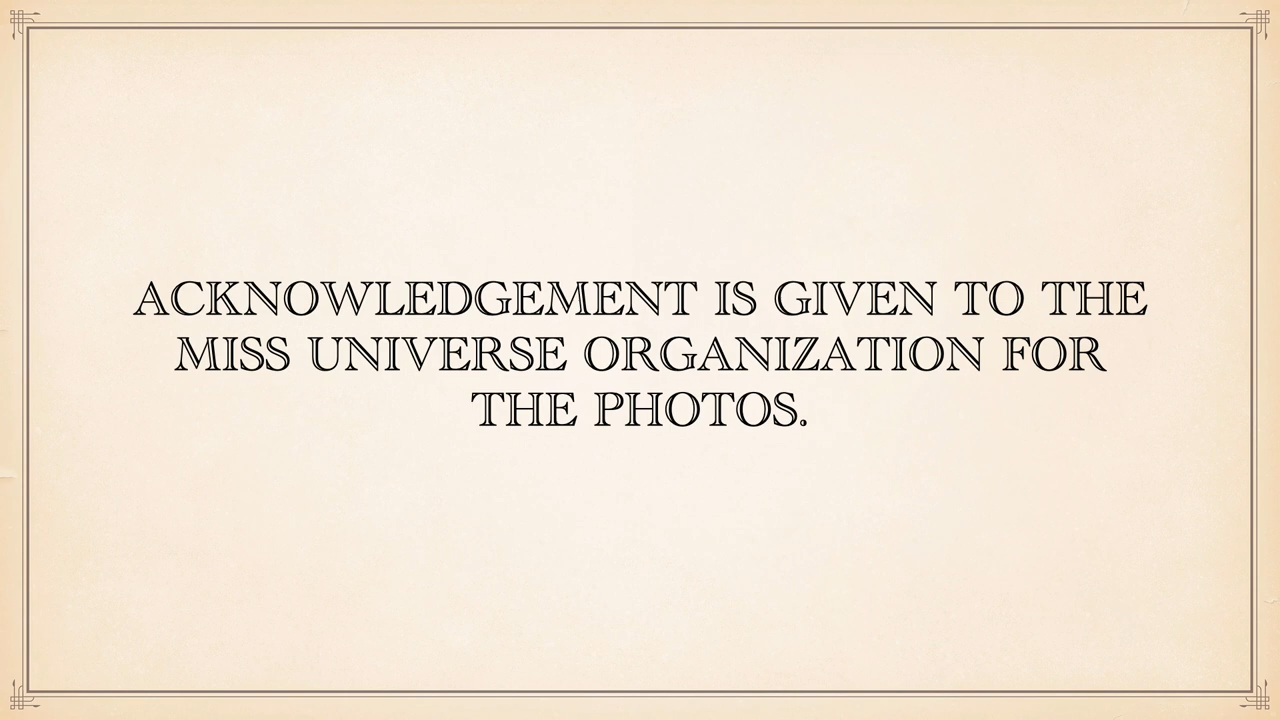 ACKNOWLEDGEMENT IS GIVEN TO THE
MISS UNIVERSE ORGANIZATION FOR
THE PHOTOS.